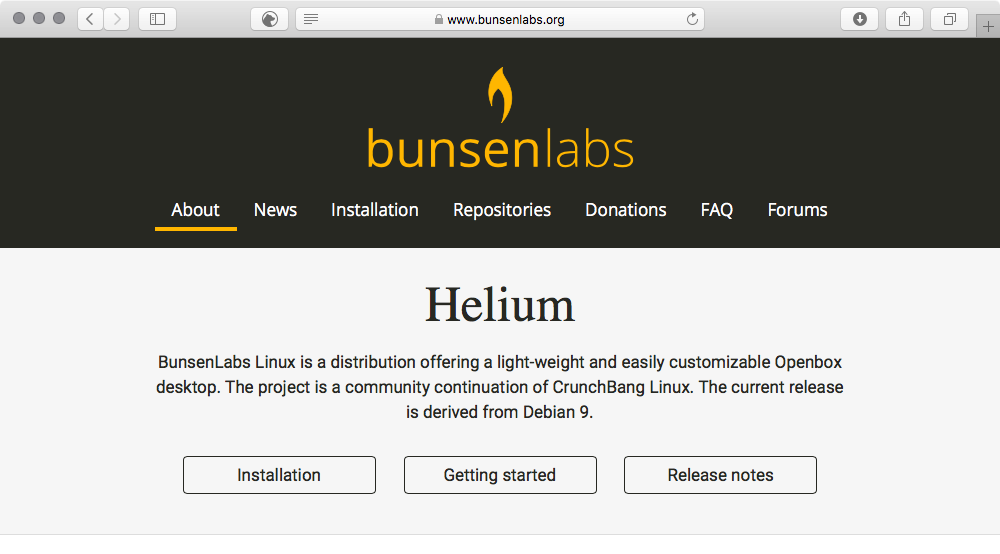 www.bunsenlabs.org
bunsenlabs
About News Installation Repositories Donations FAQ Forums
Helium
BunsenLabs Linux is a distribution offering a light-weight and easily customizable Openbox
desktop. The project is a community continuation of CrunchBang Linux. The current release
is derived from Debian 9.
Installation Getting started Release notes